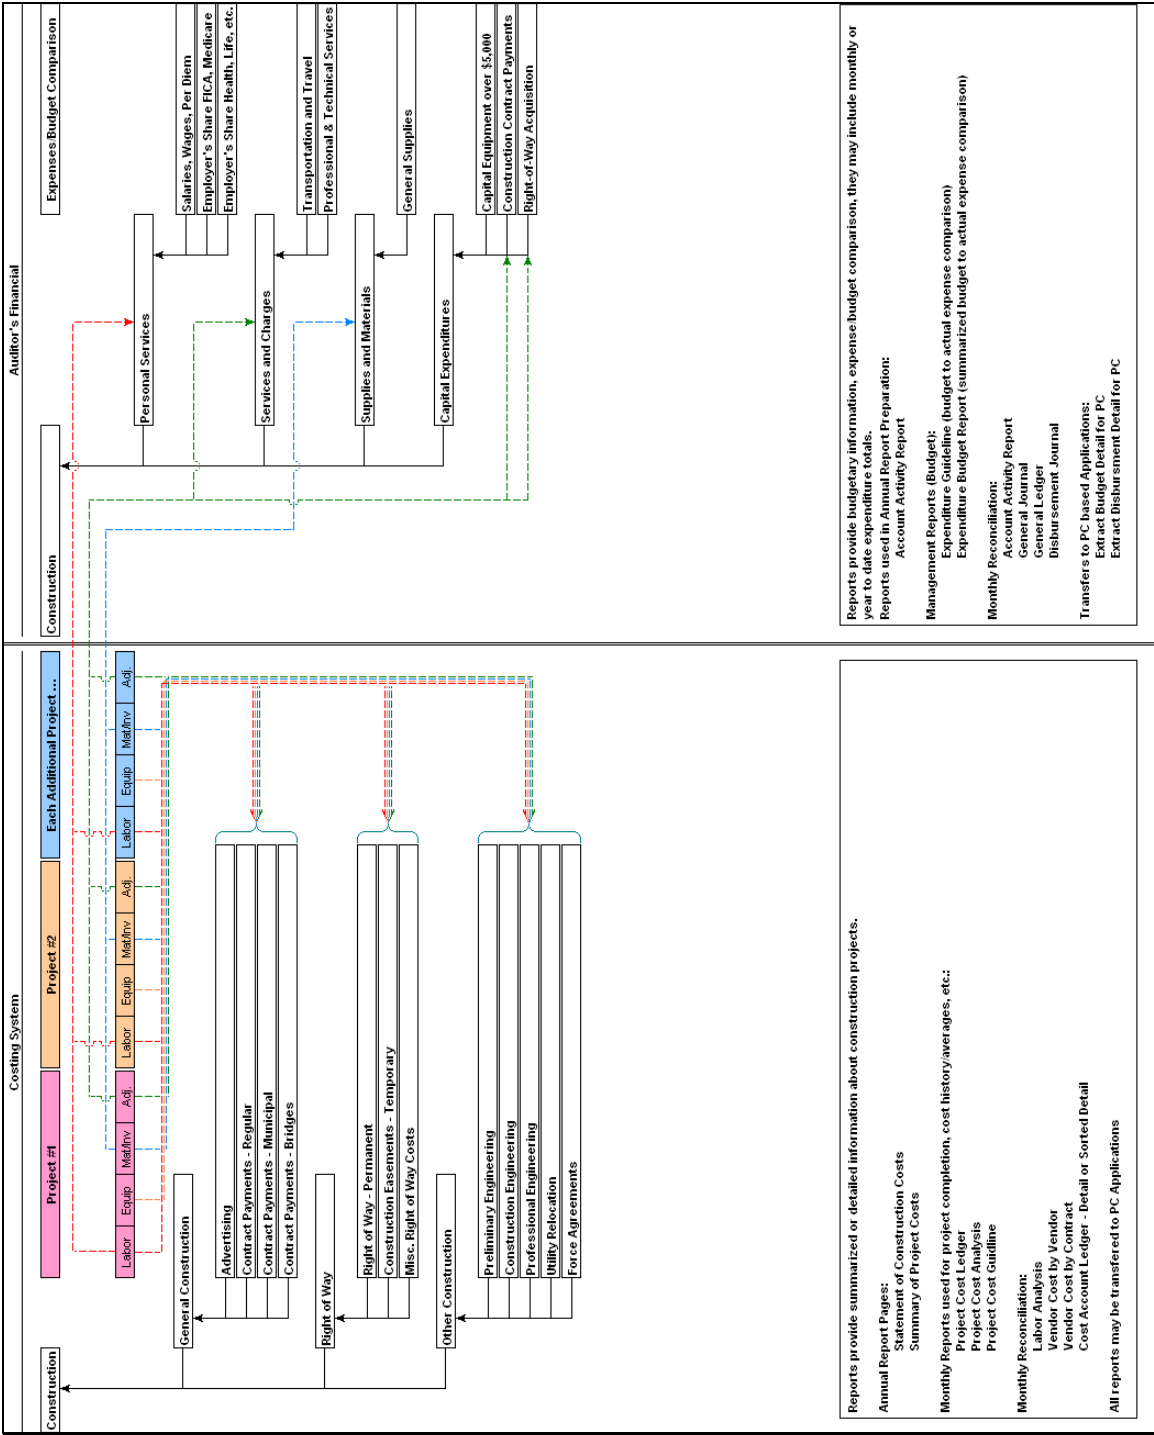 Costing System
Construction
Project #1
Project #2
Each Additional Project ...
Labor
Equip
Mat/Inv
Adj.
Labor
Equip
Mat/Inv
Adj.
Labor
Equip
Mat/Inv
Adj.
General Construction
Advertising
Contract Payments - Regular
Contract Payments - Municipal
Contract Payments - Bridges
Right of Way
Right of Way - Permanent
Construction Easements - Temporary
Misc. Right of Way Costs
Other Construction
Preliminary Engineering
Construction Engineering
Professional Engineering
Utility Relocation
Force Agreements
Reports provide summarized or detailed information about construction projects.
Annual Report Pages:
Statement of Construction Costs
Summary of Project Costs
Monthly Reports used for project completion, cost history/averages, etc.:
Project Cost Ledger
Project Cost Analysis
Project Cost Guidline
Monthly Reconciliation:
Labor Analysis
Vendor Cost by Vendor
Vendor Cost by Contract
Cost Account Ledger - Detail or Sorted Detail
All reports may be transferred to PC Applications
Auditor's Financial
Construction
Expenses/Budget Comparison
Personal Services
Salaries, Wages, Per Diem
Employer's Share FICA, Medicare
Employer's Share Health, Life, etc.
Services and Charges
Transportation and Travel
Professional & Technical Services
Supplies and Materials
General Supplies
Capital Expenditures
Capital Equipment over $5,000
Construction Contract Payments
Right-of-Way Acquisition
Reports provide budgetary information, expense/budget comparison, they may include monthly or
year to date expenditure totals.
Reports used in Annual Report Preparation:
Account Activity Report
Management Reports (Budget):
Expenditure Guideline (budget to actual expense comparison)
Expenditure Budget Report (summarized budget to actual expense comparison)
Monthly Reconciliation:
Account Activity Report
General Journal
General Ledger
Disbursement Journal
Transfers to PC based Applications:
Extract Budget Detail for PC
Extract Disbursment Detail for PC